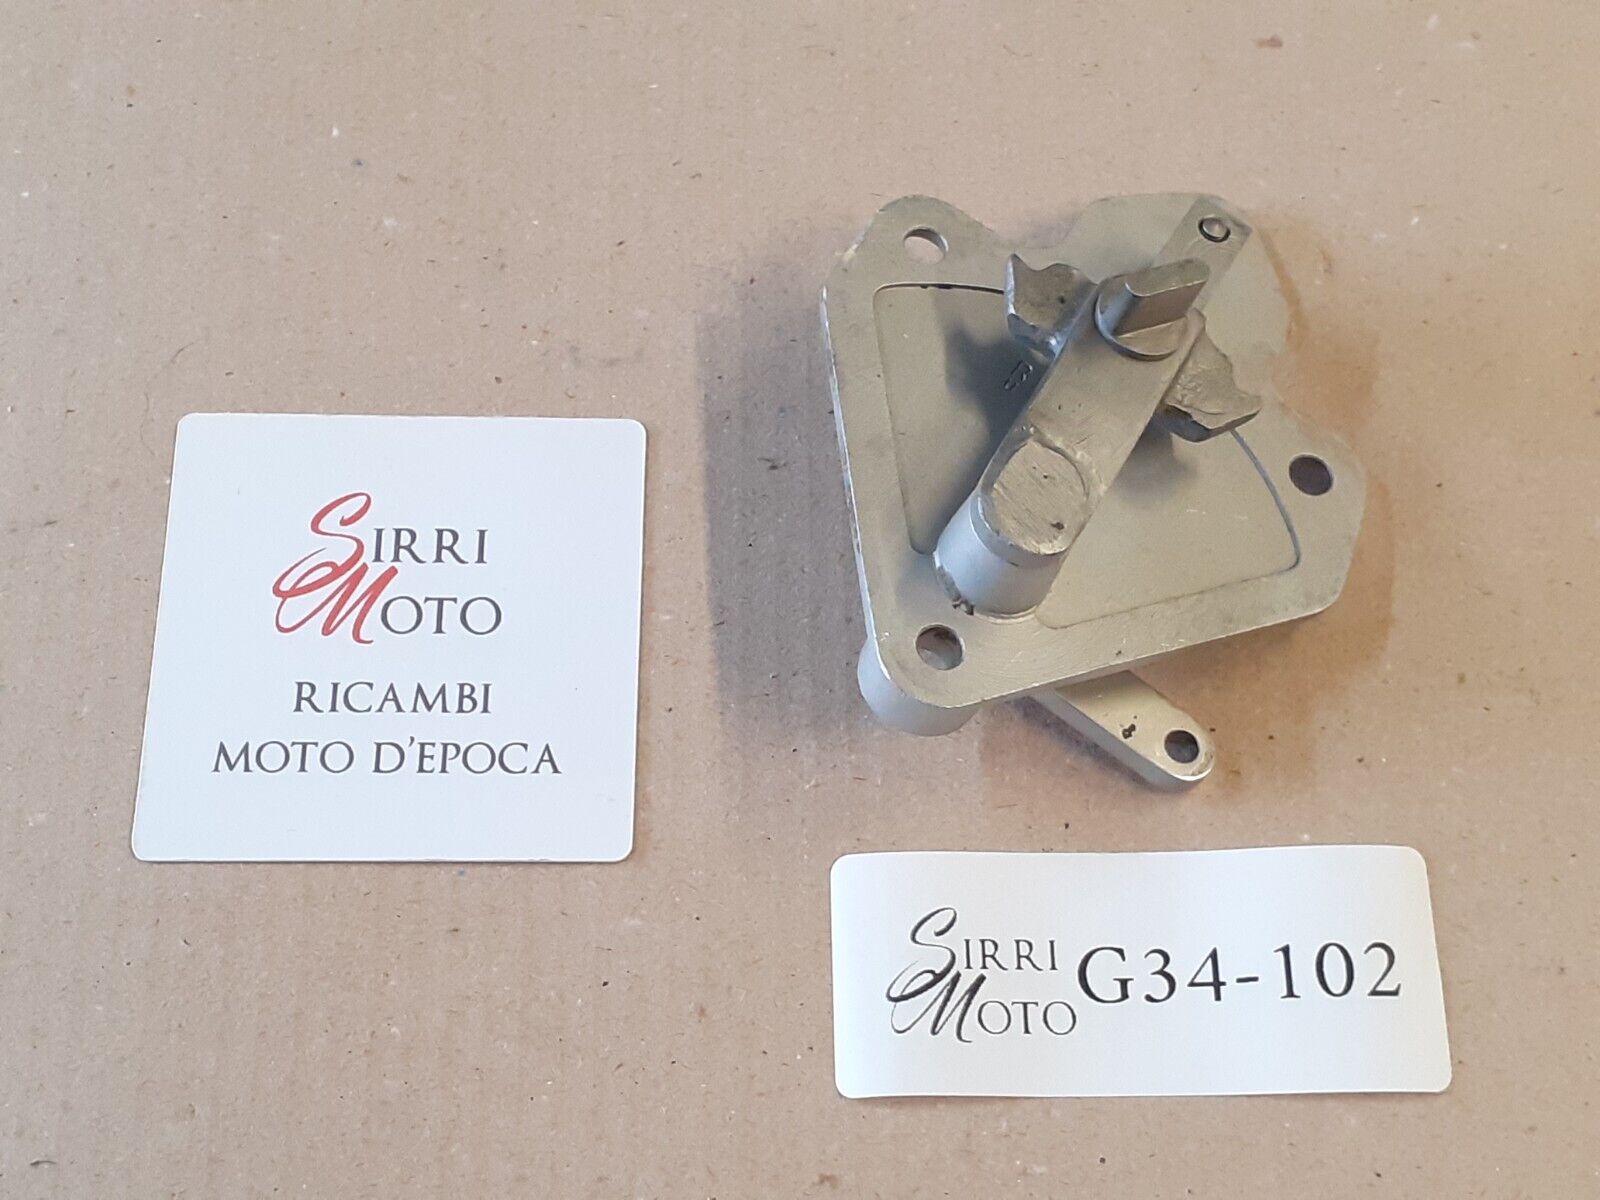 SIRRI
MOTO
RICAMBI
MOTO D'EPOCA
SIRRI
MOTO
G34-102